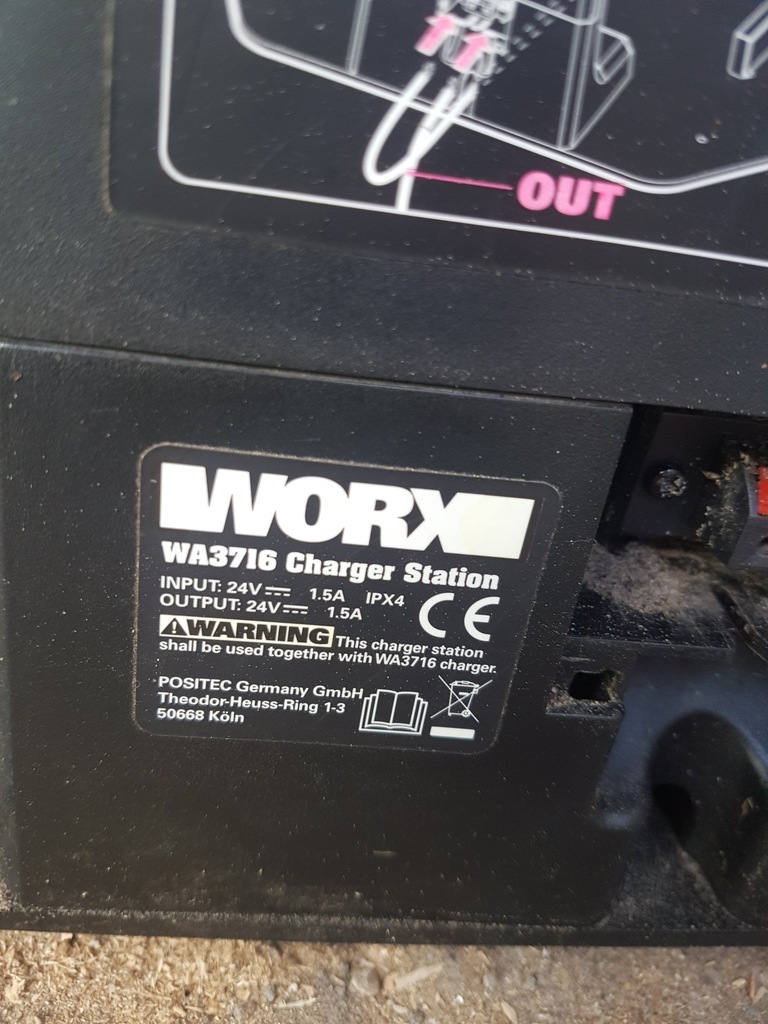 OUT
WORX
WA3716 Charger Station
INPUT: 24V⎓ 1.5A IPX4
OUTPUT: 24V⎓ 1.5A
CE
WARNING This charger station
shall be used together with WA3716 charger.
POSITEC Germany GmbH
Theodor-Heuss-Ring 1-3
50668 Köln